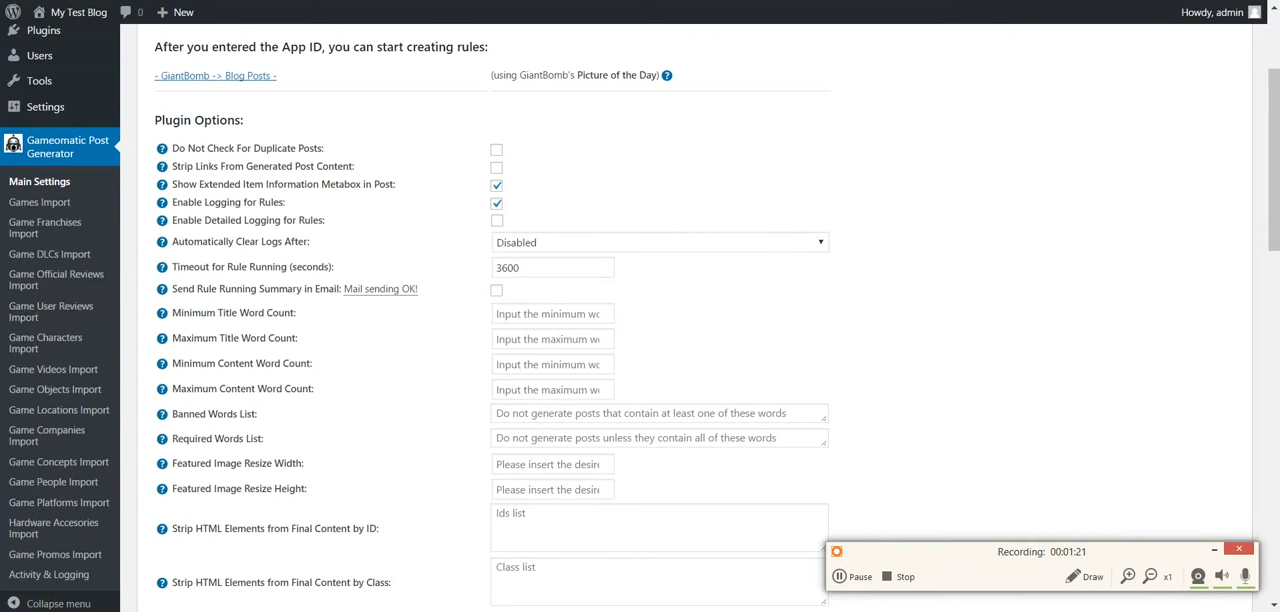 My Test Blog
0
New
Howdy, admin
Plugins
Users
Tools
Settings
Gameomatic Post
Generator
Main Settings
Games Import
Game Franchises
Import
Game DLCs Import
Game Official Reviews
Import
Game User Reviews
Import
Game Characters
Import
Game Videos Import
Game Objects Import
Game Locations Import
Game Companies
Import
Game Concepts Import
Game People Import
Game Platforms Import
Hardware Accesories
Import
Game Promos Import
Activity & Logging
Collapse menu
After you entered the App ID, you can start creating rules:
- GiantBomb -> Blog Posts -
(using GiantBomb's Picture of the Day) ?
Plugin Options:
? Do Not Check For Duplicate Posts:
? Strip Links From Generated Post Content:
? Show Extended Item Information Metabox in Post:
? Enable Logging for Rules:
? Enable Detailed Logging for Rules:
? Automatically Clear Logs After:
Disabled
? Timeout for Rule Running (seconds):
3600
? Send Rule Running Summary in Email: Mail sending OK!
? Minimum Title Word Count:
Input the minimum wo
? Maximum Title Word Count:
Input the maximum wo
? Minimum Content Word Count:
Input the minimum wo
? Maximum Content Word Count:
Input the maximum wo
? Banned Words List:
Do not generate posts that contain at least one of these words
? Required Words List:
Do not generate posts unless they contain all of these words
? Featured Image Resize Width:
Please insert the desire
? Featured Image Resize Height:
Please insert the desire
? Strip HTML Elements from Final Content by ID:
Ids list
? Strip HTML Elements from Final Content by Class:
Class list
Recording: 00:01:21
Pause
Stop
Draw
x1